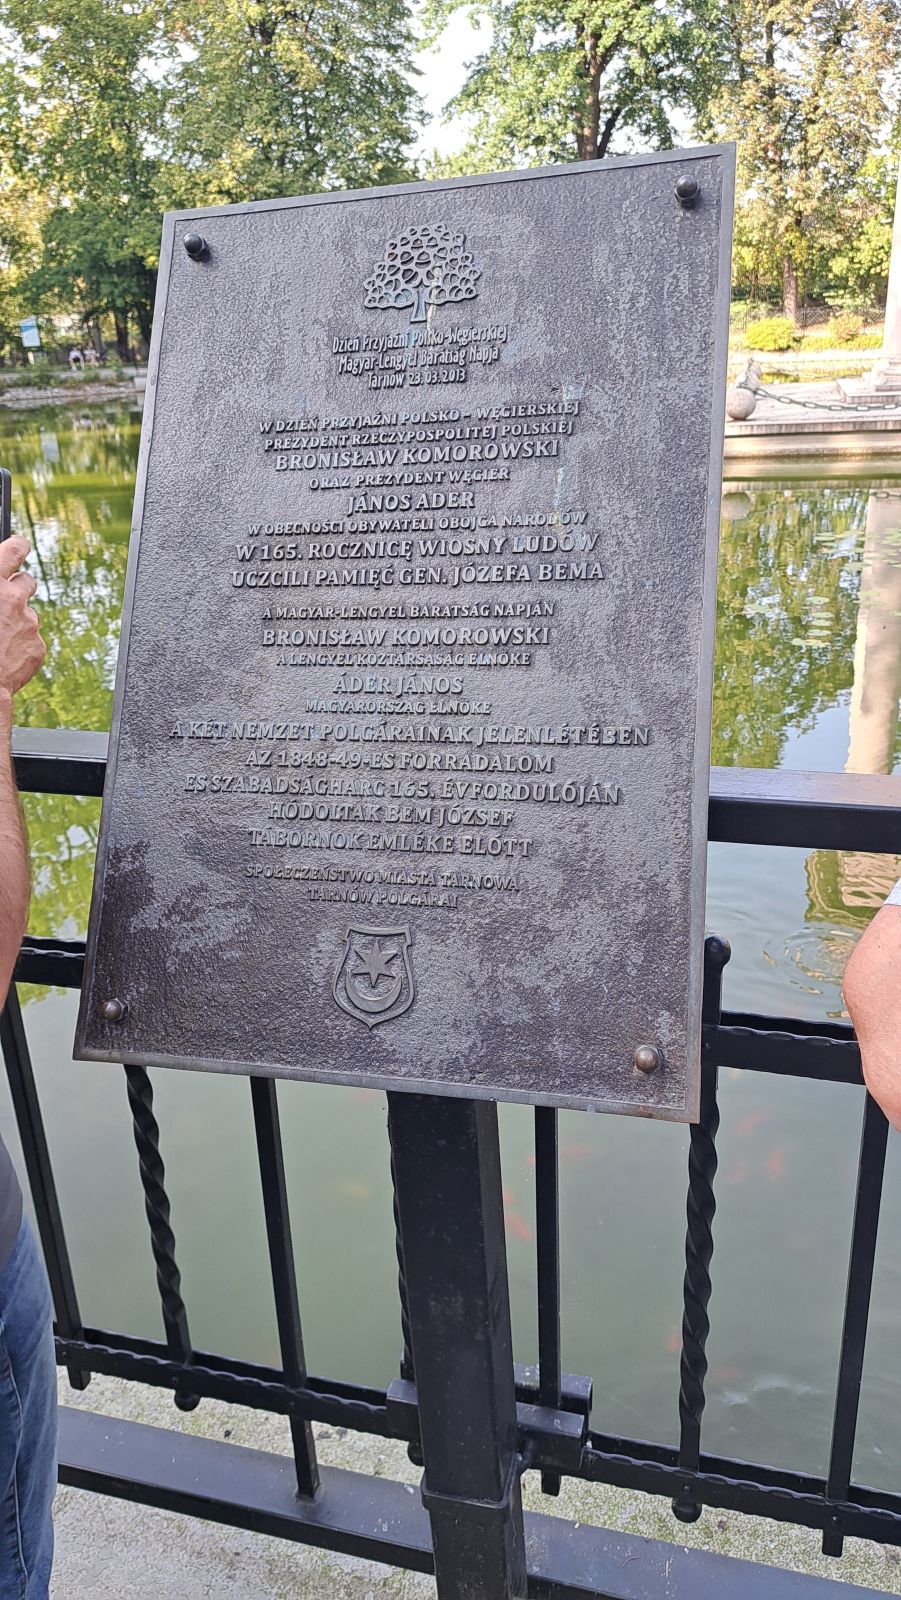 Dzień Przyjaźni Polsko-Węgierskiej
Magyar-Lengyel Barátság Napja
Tarnów 23.03.2013
W DZIEŃ PRZYJAŹNI POLSKO – WĘGIERSKIEJ
PREZYDENT RZECZYPOSPOLITEJ POLSKIEJ
BRONISŁAW KOMOROWSKI
ORAZ PREZYDENT WĘGIER
JÁNOS ADER
W OBECNOŚCI OBYWATELI OBOJGA NARODÓW
W 165. ROCZNICĘ WIOSNY LUDÓW
UCZCILI PAMIĘĆ GEN. JÓZEFA BEMA
A MAGYAR-LENGYEL BARÁTSÁG NAPJÁN
BRONISŁAW KOMOROWSKI
A LENGYEL KÖZTÁRSASÁG ELNÖKE
ÁDER JÁNOS
MAGYARORSZÁG ELNÖKE
A KÉT NEMZET POLGÁRAINAK JELENLÉTÉBEN
AZ 1848-49-ES FORRADALOM
ÉS SZABADSÁGHARC 165. ÉVFORDULÓJÁN
HÓDOLTAK BEM JÓZSEF
TÁBORNOK EMLÉKE ELŐTT
SPOŁECZEŃSTWO MIASTA TARNOWA
TARNÓW POLGÁRAI